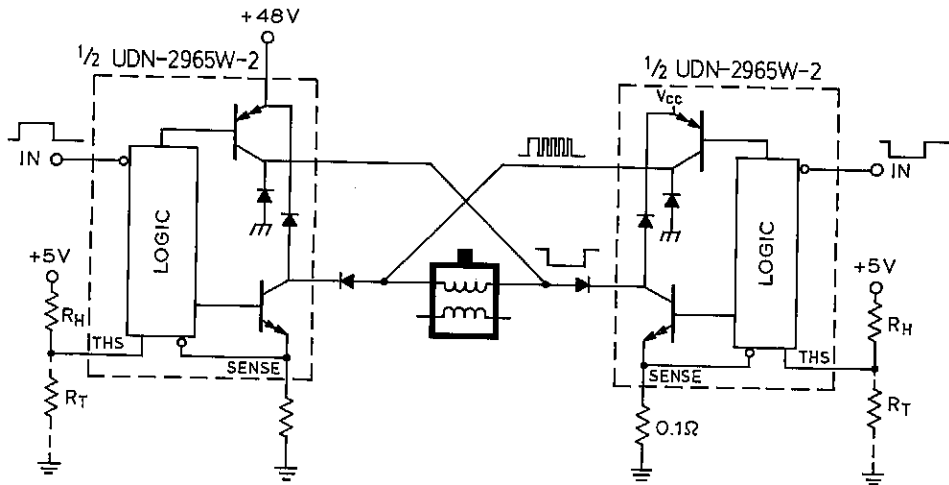 +48V
½ UDN-2965W-2
½ UDN-2965W-2
VCC
IN
IN
LOGIC
LOGIC
+5V
+5V
RH
RH
THS
THS
SENSE
SENSE
RT
RT
0.1Ω